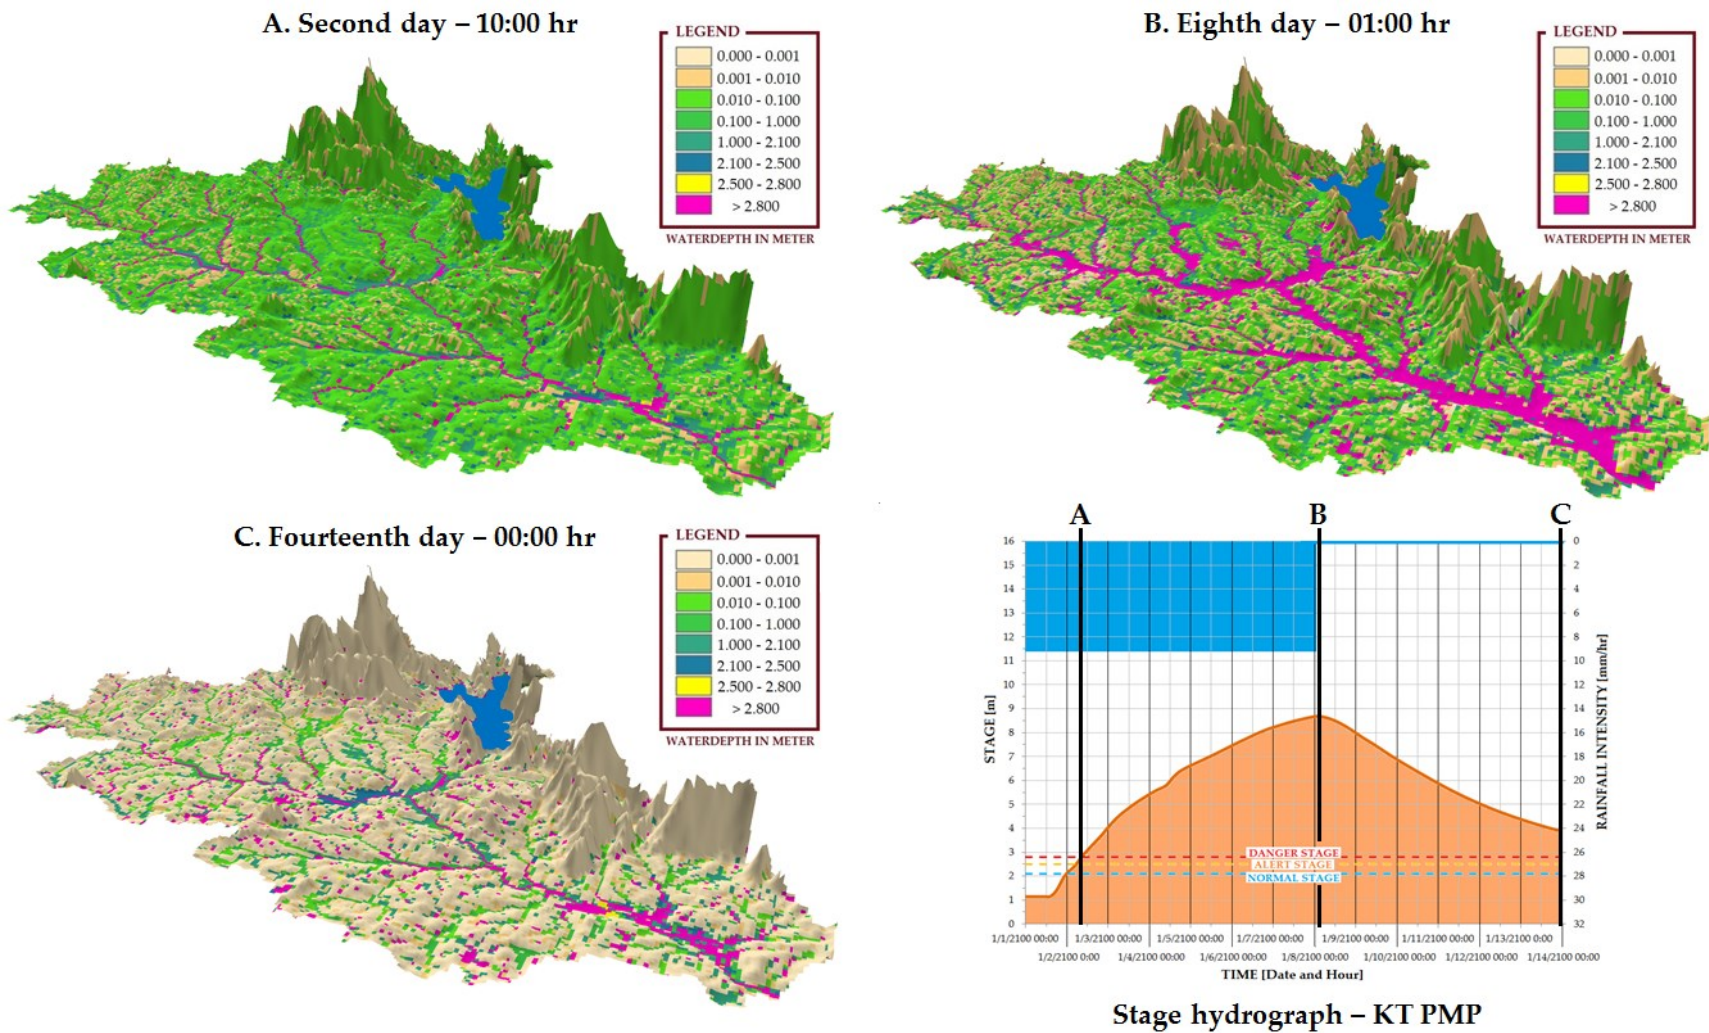 A. Second day – 10:00 hr
LEGEND
0.000 - 0.001
0.001 - 0.010
0.010 - 0.100
0.100 - 1.000
1.000 - 2.100
2.100 - 2.500
2.500 - 2.800
> 2.800
WATERDEPTH IN METER
B. Eighth day – 01:00 hr
LEGEND
0.000 - 0.001
0.001 - 0.010
0.010 - 0.100
0.100 - 1.000
1.000 - 2.100
2.100 - 2.500
2.500 - 2.800
> 2.800
WATERDEPTH IN METER
C. Fourteenth day – 00:00 hr
LEGEND
0.000 - 0.001
0.001 - 0.010
0.010 - 0.100
0.100 - 1.000
1.000 - 2.100
2.100 - 2.500
2.500 - 2.800
> 2.800
WATERDEPTH IN METER
A B C
16 0
15 2
14 4
13 6
12 8
11 10
10 12
9 14
8 16
7 18
6 20
5 22
4 24
3 26
2 28
1 30
0 32
STAGE [m]
RAINFALL INTENSITY [mm/hr]
DANGER STAGE
ALERT STAGE
NORMAL STAGE
1/1/2100 00:00 1/3/2100 00:00 1/5/2100 00:00 1/7/2100 00:00 1/9/2100 00:00 1/11/2100 00:00 1/13/2100 0:00
1/2/2100 0:00 1/4/2100 00:00 1/6/2100 00:00 1/8/2100 00:00 1/10/2100 00:00 1/12/2100 00:00 1/14/2100 00:00
TIME [Date and Hour]
Stage hydrograph – KT PMP